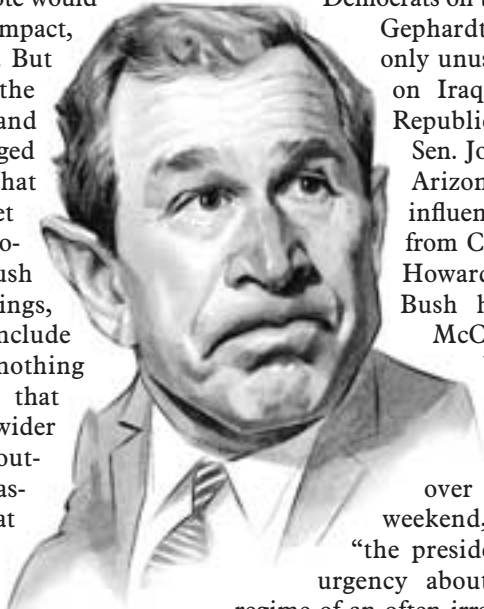 ote would
mpact,
. But
the
and
ged
hat
et
o-
ush
ings,
nclude
nothing
that
wider
out-
as-
at
Democrats on t
Gephardt
only unus
on Iraq
Republic
Sen. Jo
Arizon
influen
from C
Howard
Bush h
McC
over
weekend,
“the preside
urgency about